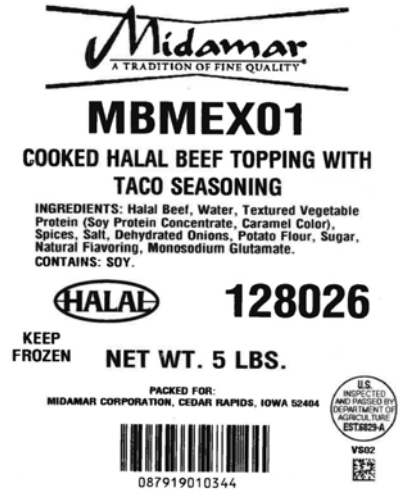 Midamar®
A TRADITION OF FINE QUALITY®
MBMEX01
COOKED HALAL BEEF TOPPING WITH
TACO SEASONING
INGREDIENTS: Halal Beef, Water, Textured Vegetable
Protein (Soy Protein Concentrate, Caramel Color),
Spices, Salt, Dehydrated Onions, Potato Flour, Sugar,
Natural Flavoring, Monosodium Glutamate.
CONTAINS: SOY.
HALAL
128026
KEEP
FROZEN
NET WT. 5 LBS.
PACKED FOR:
MIDAMAR CORPORATION, CEDAR RAPIDS, IOWA 52404
U.S.
INSPECTED
AND PASSED BY
DEPARTMENT OF
AGRICULTURE
EST.6829-A
VS02
087919010344